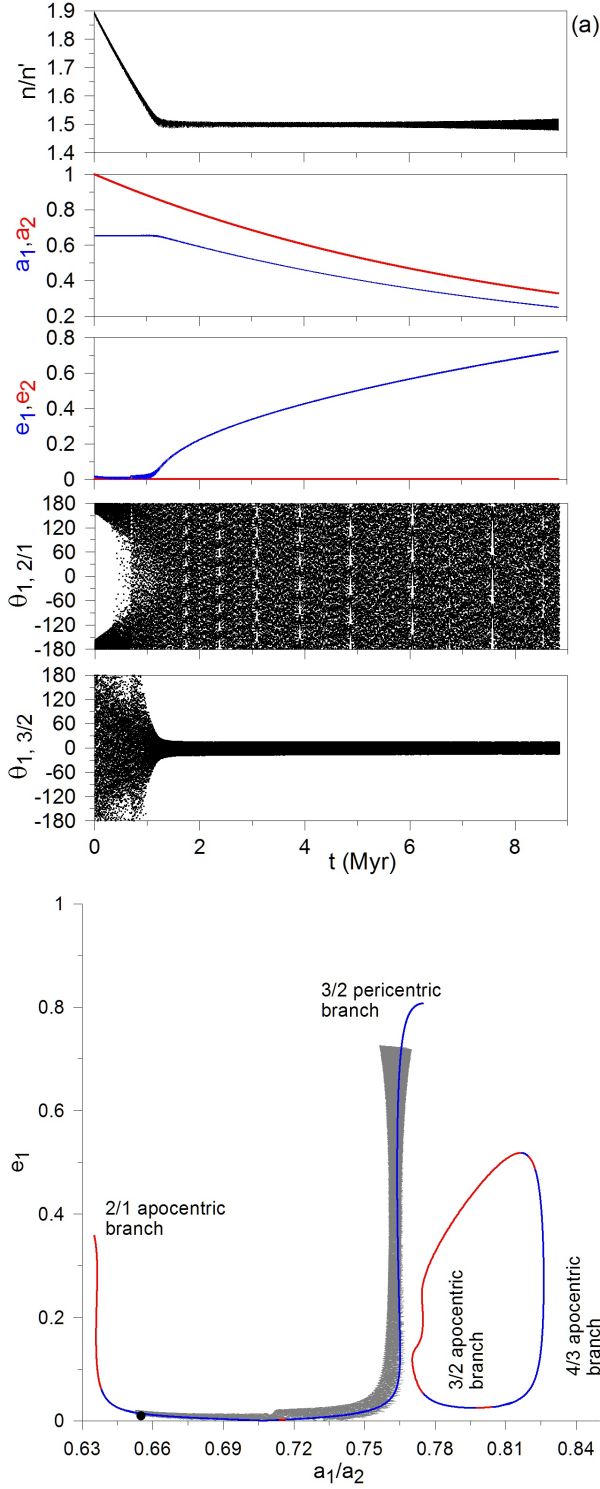 (a)
n/n'
1.9
1.8
1.7
1.6
1.5
1.4
a1,a2
1
0.8
0.6
0.4
0.2
e1,e2
0.8
0.6
0.4
0.2
0
θ1, 2/1
180
120
60
0
-60
-120
-180
θ1, 3/2
180
120
60
0
-60
-120
-180
0 2 4 6 8
t (Myr)
e1
1
0.8
0.6
0.4
0.2
0
3/2 pericentric
branch
2/1 apocentric
branch
3/2 apocentric
branch
4/3 apocentric
branch
0.63 0.66 0.69 0.72 0.75 0.78 0.81 0.84
a1/a2